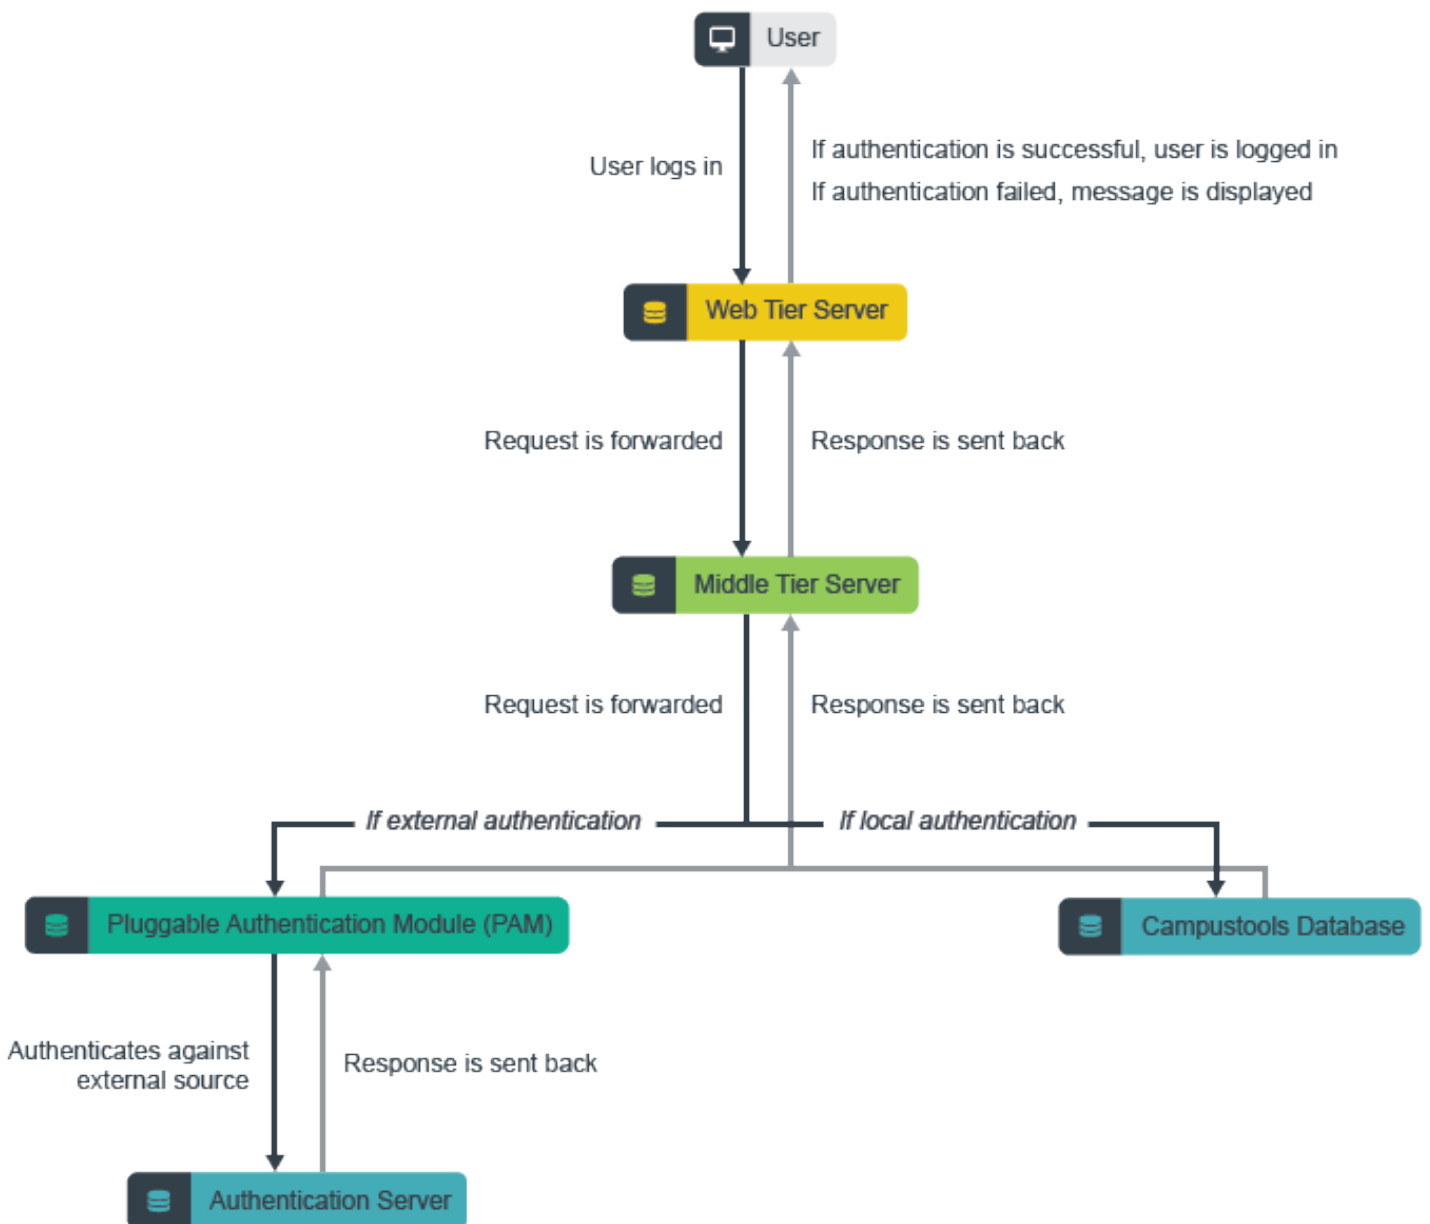 User
User logs in
If authentication is successful, user is logged in
If authentication failed, message is displayed
Web Tier Server
Request is forwarded
Response is sent back
Middle Tier Server
Request is forwarded
Response is sent back
If external authentication
If local authentication
Pluggable Authentication Module (PAM)
Campustools Database
Authenticates against
external source
Response is sent back
Authentication Server